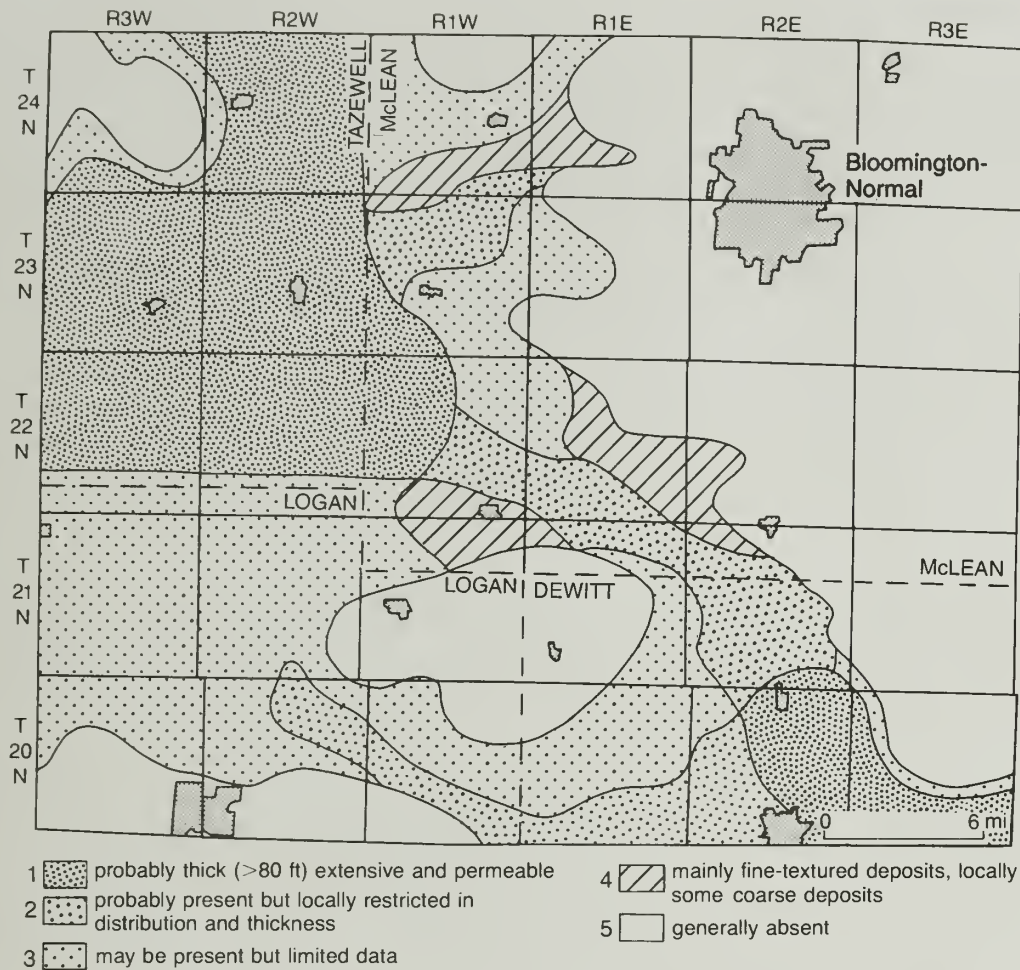 R3W R2W R1W R1E R2E R3E
T
24
N
TAZEWELL
McLEAN
Bloomington-
Normal
T
23
N
T
22
N
LOGAN
T
21
N
LOGAN DEWITT
McLEAN
T
20
N
0 6 mi
1 probably thick (>80 ft) extensive and permeable
2 probably present but locally restricted in
distribution and thickness
3 may be present but limited data
4 mainly fine-textured deposits, locally
some coarse deposits
5 generally absent